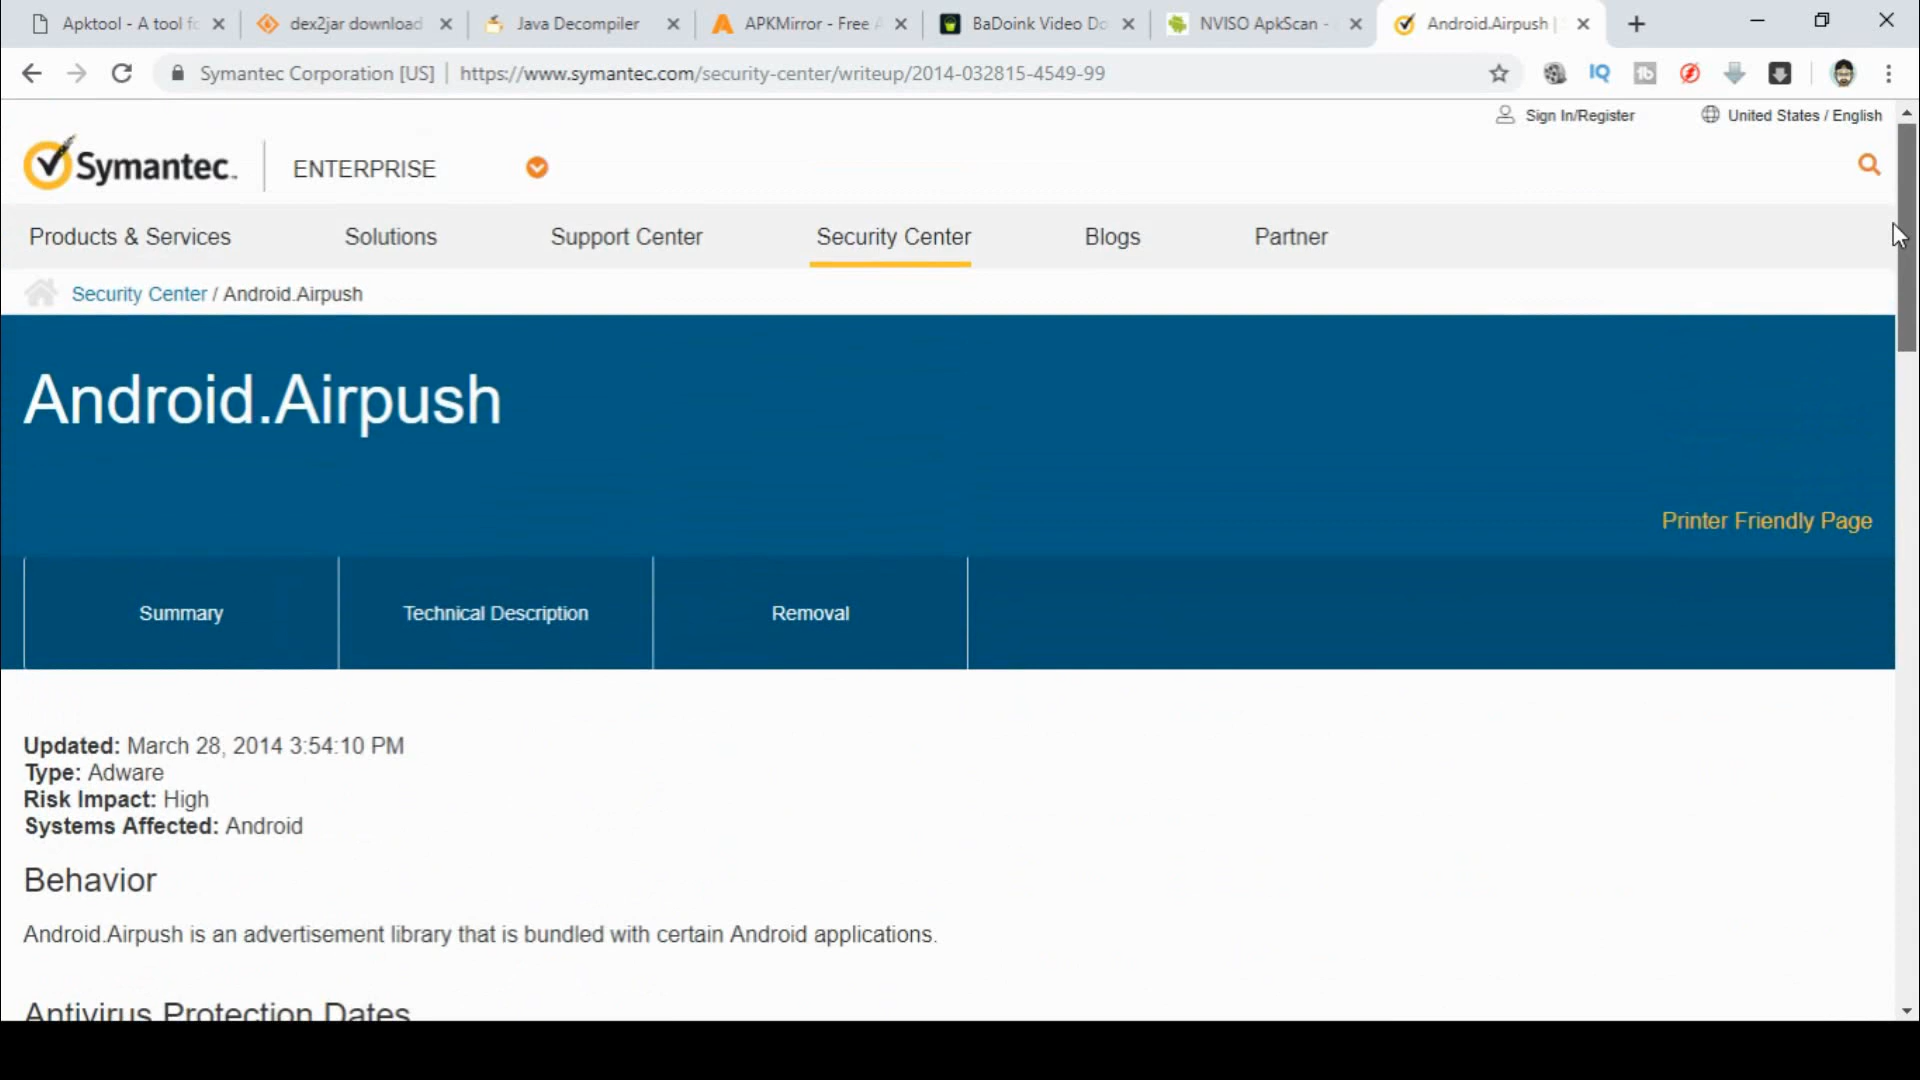 Apktool - A tool fo
dex2jar download
Java Decompiler
APKMirror - Free A
BaDoink Video Do
NVISO ApkScan -
Android.Airpush |
Symantec Corporation [US] | https://www.symantec.com/security-center/writeup/2014-032815-4549-99
IQ
tb
Sign In/Register
United States / English
Symantec.
ENTERPRISE
Products & Services
Solutions
Support Center
Security Center
Blogs
Partner
Security Center / Android.Airpush
Android.Airpush
Printer Friendly Page
Summary
Technical Description
Removal
Updated: March 28, 2014 3:54:10 PM
Type: Adware
Risk Impact: High
Systems Affected: Android
Behavior
Android.Airpush is an advertisement library that is bundled with certain Android applications.
Antivirus Protection Dates